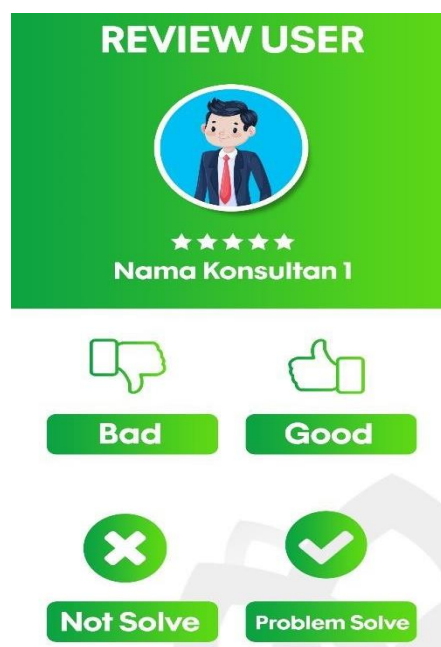 REVIEW USER
Nama Konsultan 1
Bad
Good
Not Solve
Problem Solve